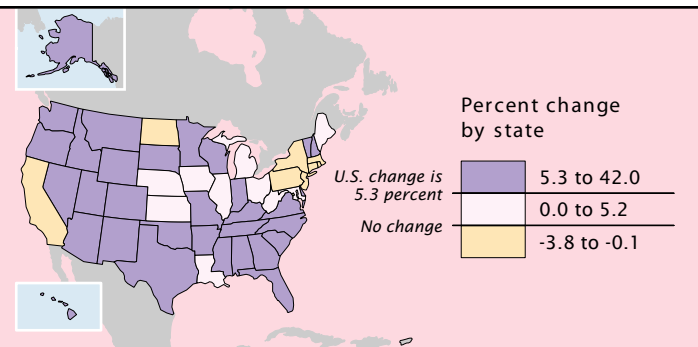 Percent change
by state
U.S. change is
5.3 percent
No change
5.3 to 42.0
0.0 to 5.2
-3.8 to -0.1